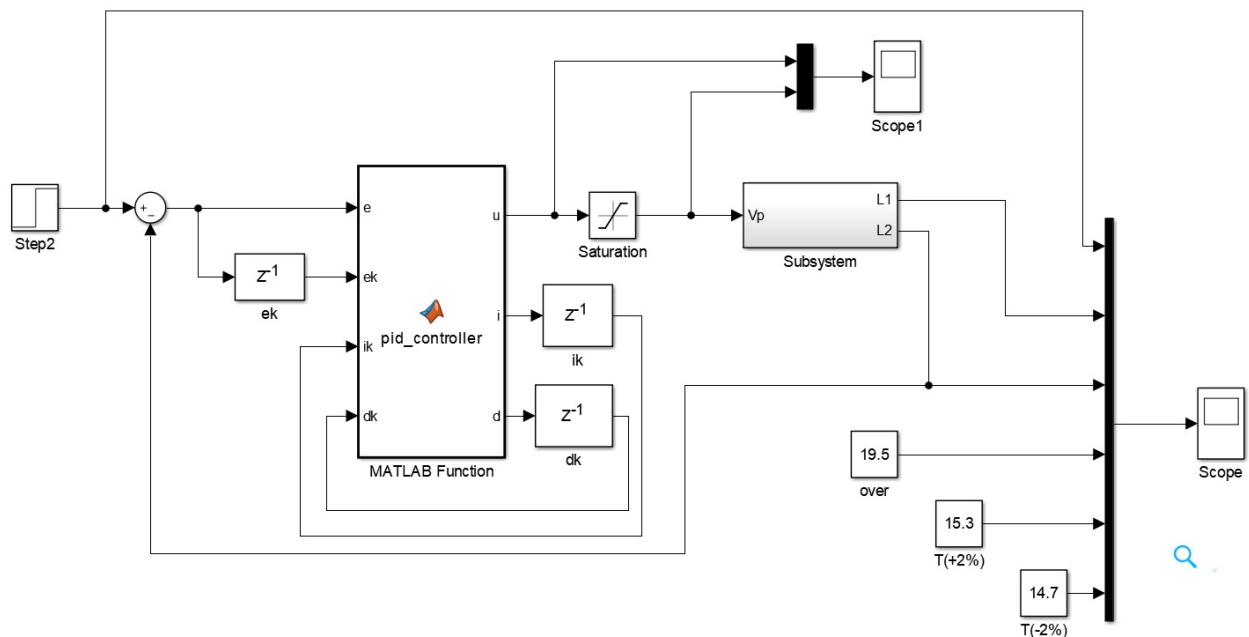 Scope1
Step2
+
−
e
ek
ik
dk
u
i
d
pid_controller
MATLAB Function
z-1
ek
z-1
ik
z-1
dk
Saturation
Vp
L1
L2
Subsystem
19.5
over
15.3
T(+2%)
14.7
T(-2%)
Scope